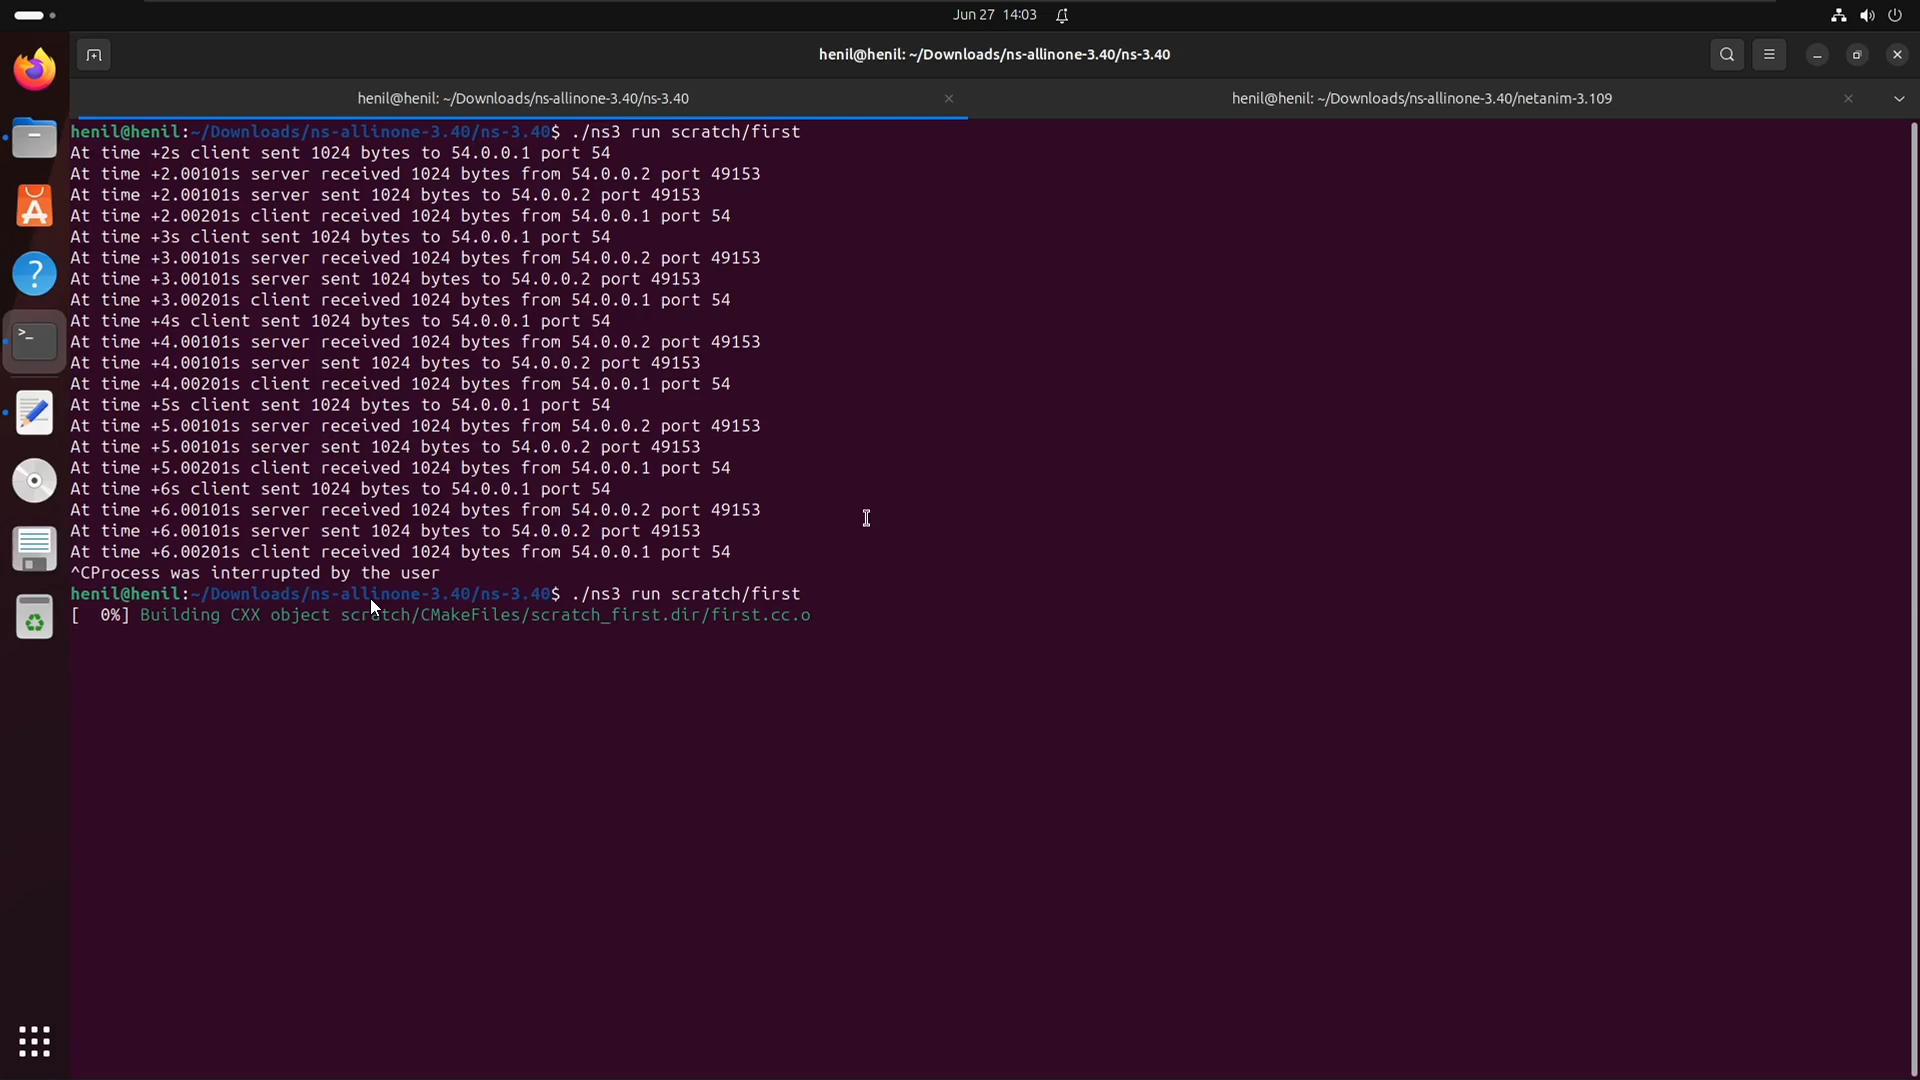 Jun 27 14:03
henil@henil: ~/Downloads/ns-allinone-3.40/ns-3.40
henil@henil: ~/Downloads/ns-allinone-3.40/ns-3.40
henil@henil: ~/Downloads/ns-allinone-3.40/netanim-3.109
henil@henil:~/Downloads/ns-allinone-3.40/ns-3.40$ ./ns3 run scratch/first
At time +2s client sent 1024 bytes to 54.0.0.1 port 54
At time +2.00101s server received 1024 bytes from 54.0.0.2 port 49153
At time +2.00101s server sent 1024 bytes to 54.0.0.2 port 49153
At time +2.00201s client received 1024 bytes from 54.0.0.1 port 54
At time +3s client sent 1024 bytes to 54.0.0.1 port 54
At time +3.00101s server received 1024 bytes from 54.0.0.2 port 49153
At time +3.00101s server sent 1024 bytes to 54.0.0.2 port 49153
At time +3.00201s client received 1024 bytes from 54.0.0.1 port 54
At time +4s client sent 1024 bytes to 54.0.0.1 port 54
At time +4.00101s server received 1024 bytes from 54.0.0.2 port 49153
At time +4.00101s server sent 1024 bytes to 54.0.0.2 port 49153
At time +4.00201s client received 1024 bytes from 54.0.0.1 port 54
At time +5s client sent 1024 bytes to 54.0.0.1 port 54
At time +5.00101s server received 1024 bytes from 54.0.0.2 port 49153
At time +5.00101s server sent 1024 bytes to 54.0.0.2 port 49153
At time +5.00201s client received 1024 bytes from 54.0.0.1 port 54
At time +6s client sent 1024 bytes to 54.0.0.1 port 54
At time +6.00101s server received 1024 bytes from 54.0.0.2 port 49153
At time +6.00101s server sent 1024 bytes to 54.0.0.2 port 49153
At time +6.00201s client received 1024 bytes from 54.0.0.1 port 54
^CProcess was interrupted by the user
henil@henil:~/Downloads/ns-allinone-3.40/ns-3.40$ ./ns3 run scratch/first
[  0%] Building CXX object scratch/CMakeFiles/scratch_first.dir/first.cc.o